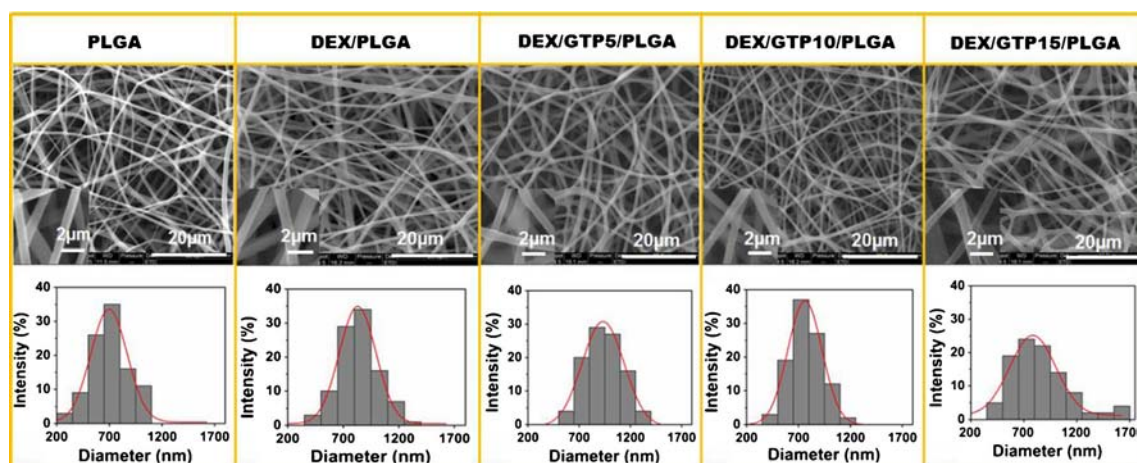 PLGA
DEX/PLGA
DEX/GTP5/PLGA
DEX/GTP10/PLGA
DEX/GTP15/PLGA
2μm
20μm
2μm
20μm
2μm
20μm
2μm
20μm
2μm
20μm
Intensity (%)
40
30
20
10
0
200
700
1200
1700
Diameter (nm)
Intensity (%)
40
30
20
10
0
200
700
1200
1700
Diameter (nm)
Intensity (%)
40
30
20
10
0
200
700
1200
1700
Diameter (nm)
Intensity (%)
40
30
20
10
0
200
700
1200
1700
Diameter (nm)
Intensity (%)
40
30
20
10
0
200
700
1200
1700
Diameter (nm)